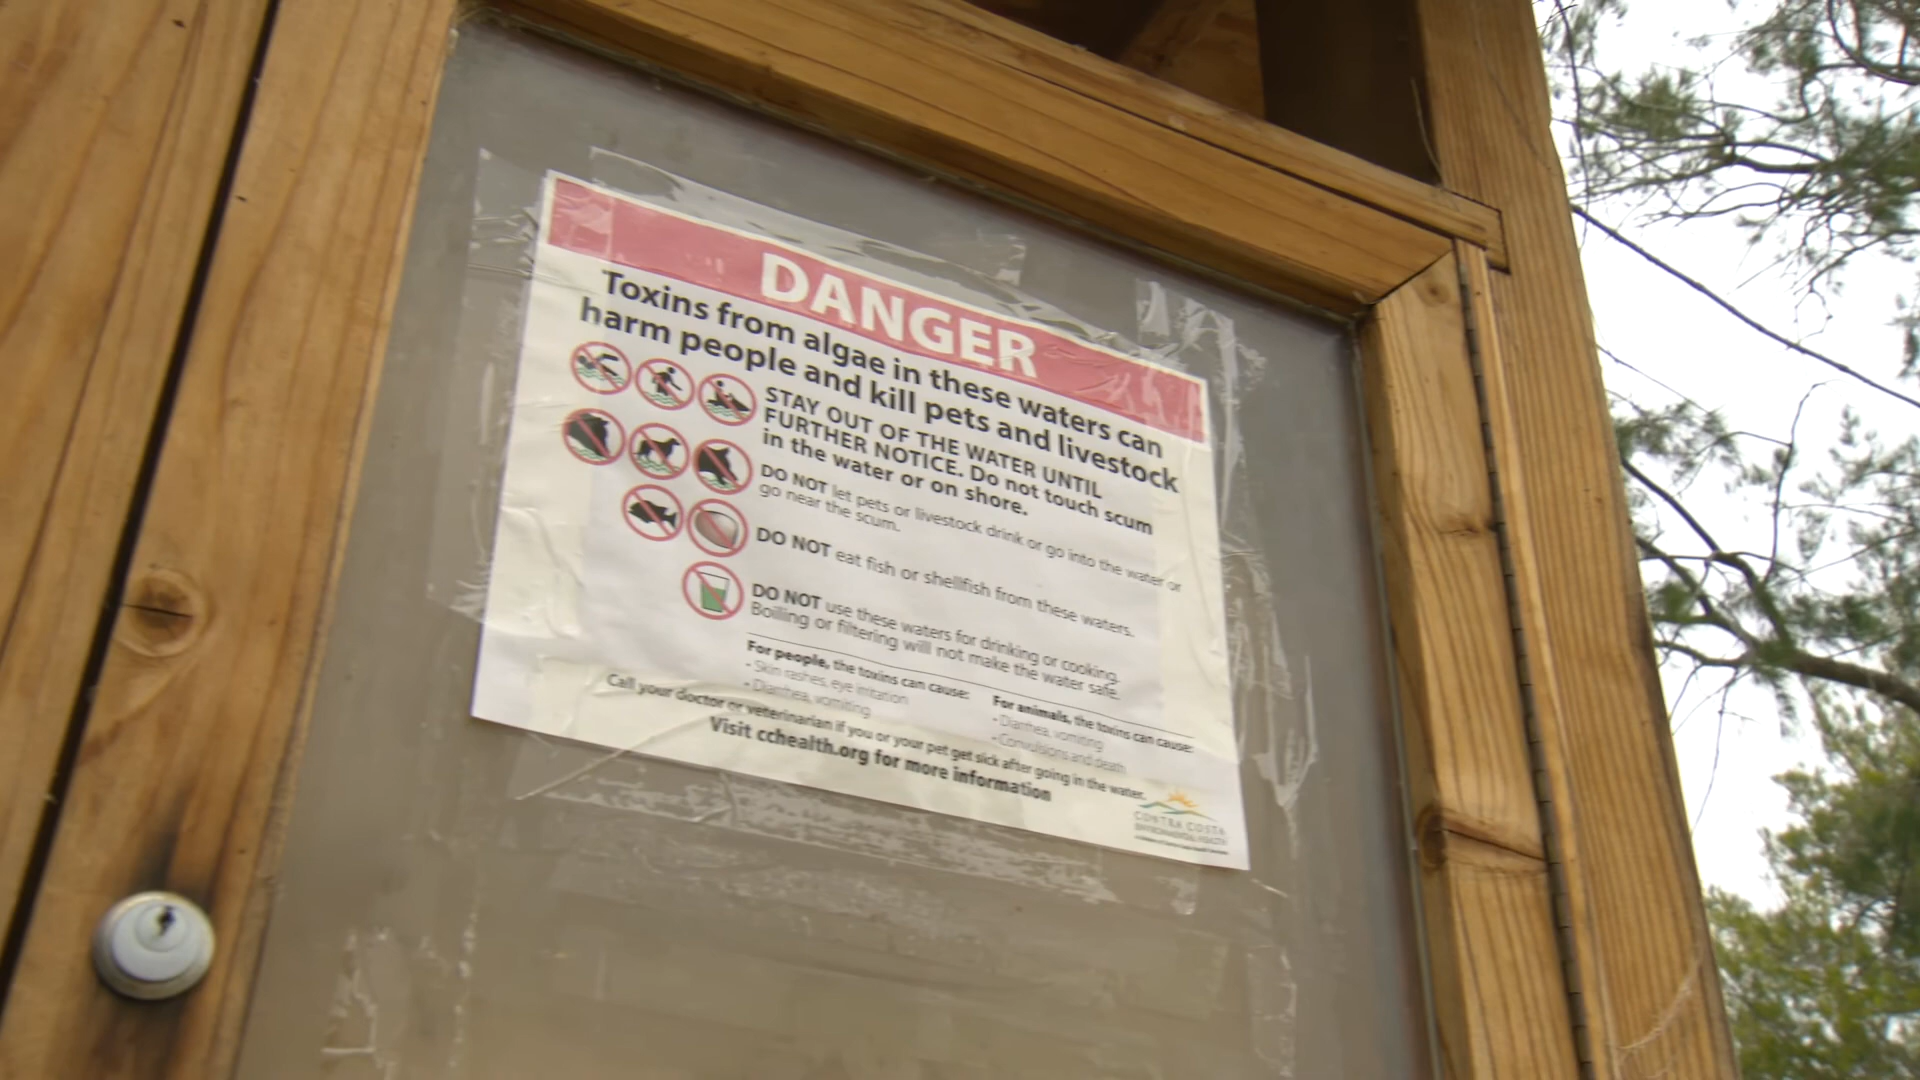 DANGER
Toxins from algae in these waters can
harm people and kill pets and livestock
STAY OUT OF THE WATER UNTIL
FURTHER NOTICE. Do not touch scum
in the water or on shore.
DO NOT let pets or livestock drink or go into the water or
go near the scum.
DO NOT eat fish or shellfish from these waters.
DO NOT use these waters for drinking or cooking.
Boiling or filtering will not make the water safe.
For people, the toxins can cause:
• Skin rashes, eye irritation
• Diarrhea, vomiting
For animals, the toxins can cause:
• Diarrhea, vomiting
• Convulsions and death
Call your doctor or veterinarian if you or your pet get sick after going in the water.
Visit cchealth.org for more information
CONTRA COSTA
ENVIRONMENTAL HEALTH